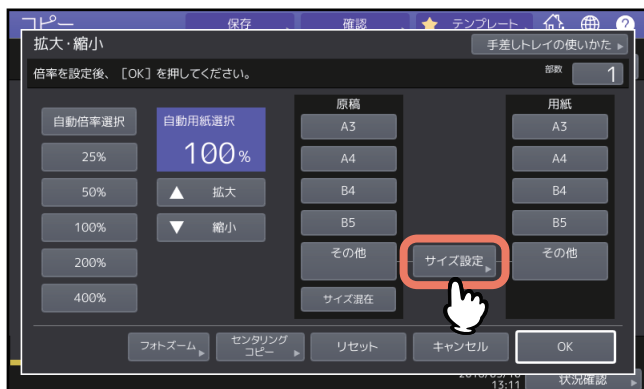 コピー
保存
確認
テンプレート
拡大・縮小
手差しトレイの使いかた
倍率を設定後、［OK］を押してください。
部数
1
自動倍率選択
25%
50%
100%
200%
400%
自動用紙選択
100%
拡大
縮小
原稿
A3
A4
B4
B5
その他
サイズ混在
サイズ設定
用紙
A3
A4
B4
B5
その他
フォトズーム
センタリング
コピー
リセット
キャンセル
OK
13:11
状況確認